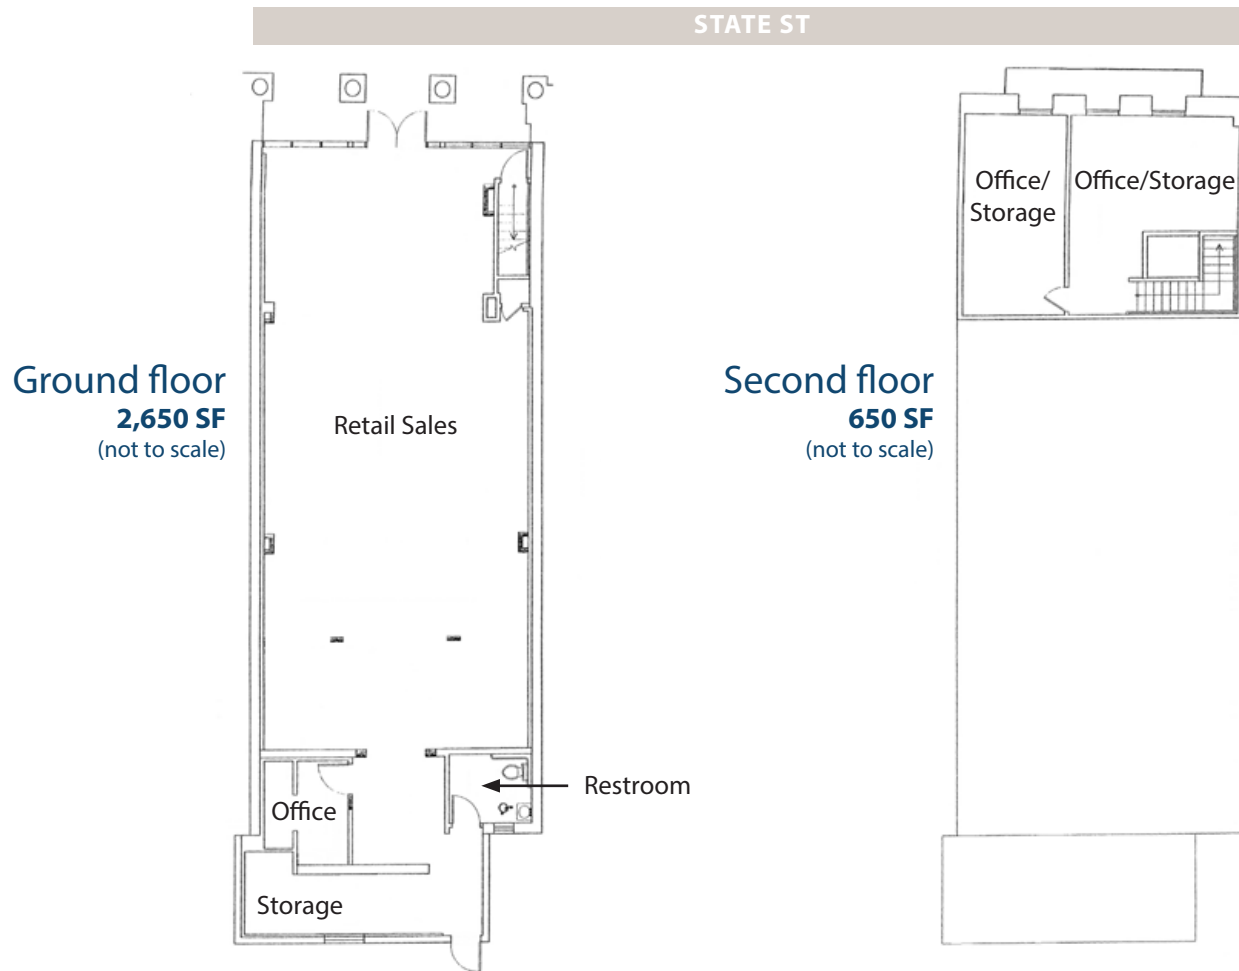 STATE ST
Office/
Storage
Office/Storage
Ground floor
2,650 SF
(not to scale)
Retail Sales
Second floor
650 SF
(not to scale)
Restroom
Office
Storage